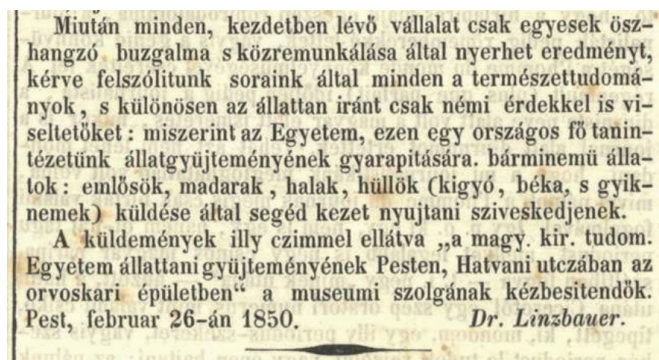 Miután minden, kezdetben lévő vállalat csak egyesek ösz-
hangzó buzgalma s közremunkálása által nyerhet eredményt,
kérve felszólitunk soraink által minden a természettudomá-
nyok, s különösen az állattan iránt csak némi érdekkel is vi-
seltetőket: miszerint az Egyetem, ezen egy országos fő tanin-
tézetünk állatgyüjteményének gyarapitására. bárminemü álla-
tok: emlősök, madarak, halak, hüllök (kigyó, béka, s gyik-
nemek) küldése által segéd kezet nyujtani sziveskedjenek.
A küldemények illy czimmel ellátva „a magy. kir. tudom.
Egyetem állattani gyüjteményének Pesten, Hatvani utczában az
orvoskari épületben“ a museumi szolgának kézbesitendők.
Pest, februar 26-án 1850. Dr. Linzbauer.